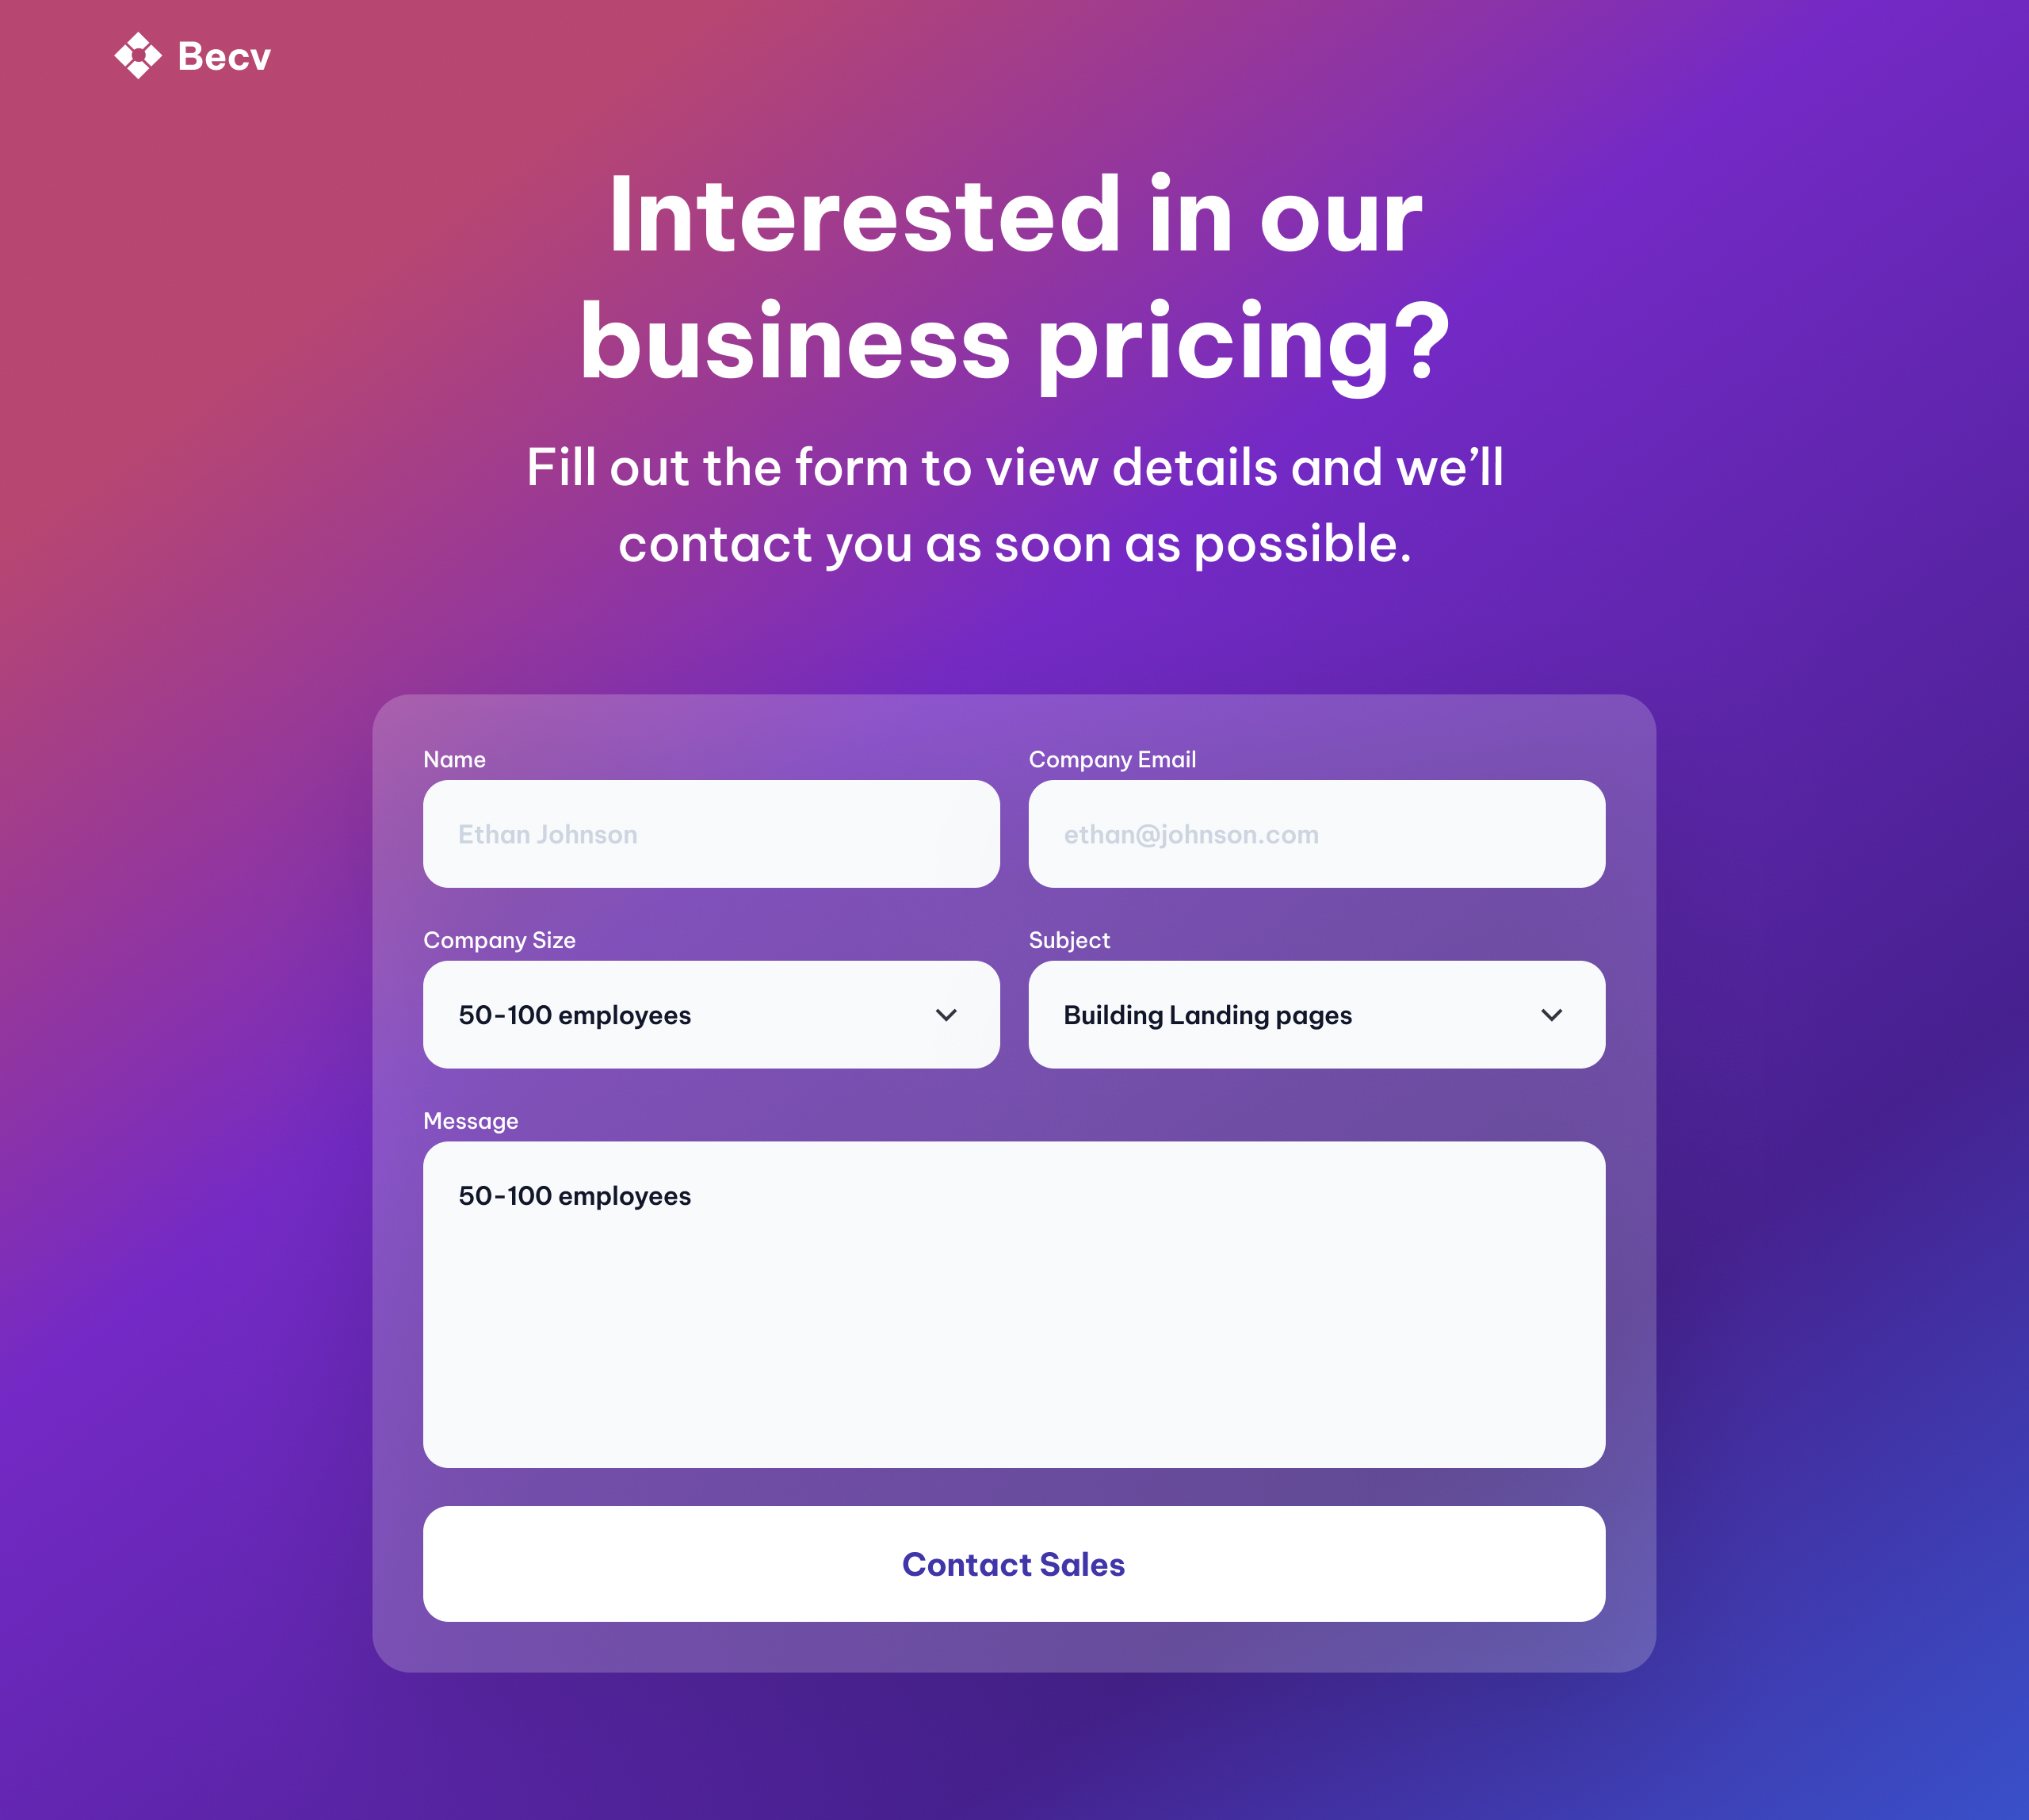 Becv
Interested in our
business pricing?
Fill out the form to view details and we’ll
contact you as soon as possible.
Name
Company Email
Ethan Johnson
ethan@johnson.com
Company Size
Subject
50-100 employees
Building Landing pages
Message
50-100 employees
Contact Sales